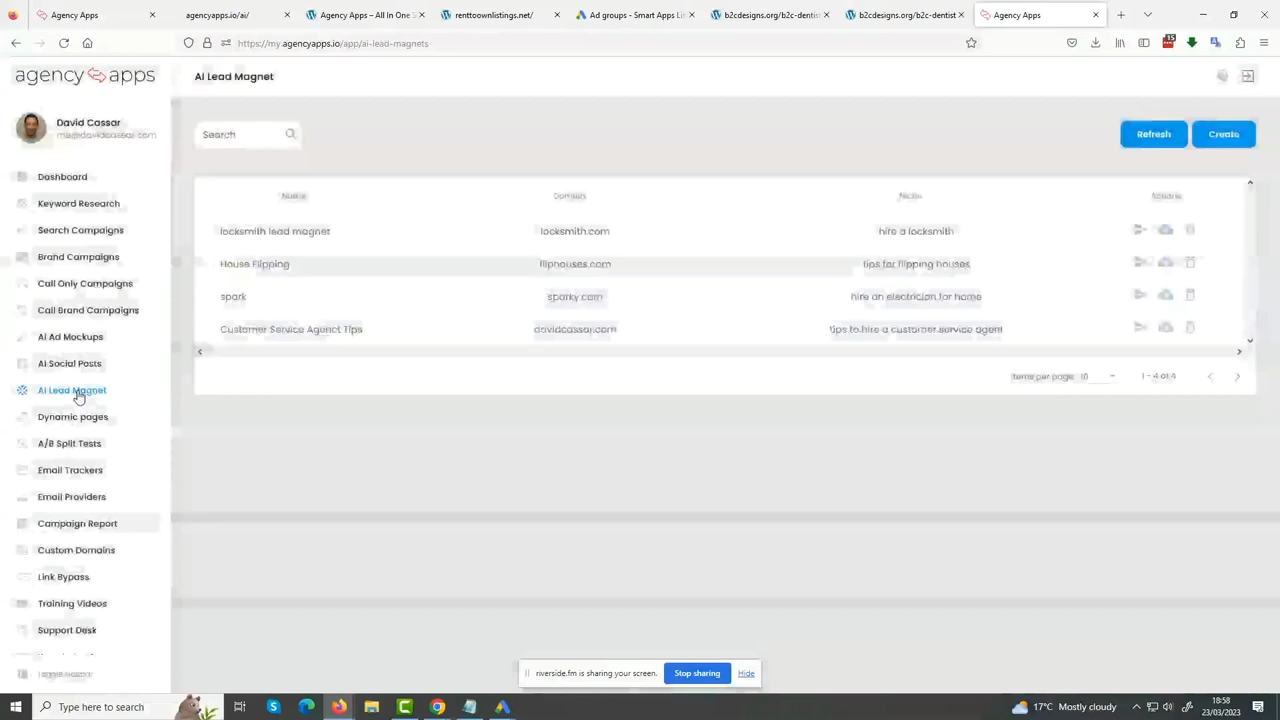 Agency Apps
agencyapps.io/ai/
Agency Apps – All In One S
renttownlistings.net/
Ad groups - Smart Apps Li
b2cdesigns.org/b2c-dentist
b2cdesigns.org/b2c-dentist
Agency Apps
https://my.agencyapps.io/app/ai-lead-magnets
15
agency apps
Ai Lead Magnet
David Cassar
me@davidcassar.com
Search
Refresh
Create
Dashboard
Keyword Research
Search Campaigns
Brand Campaigns
Call Only Campaigns
Call Brand Campaigns
Ai Ad Mockups
Ai Social Posts
Ai Lead Magnet
Dynamic pages
A/B Split Tests
Email Trackers
Email Providers
Campaign Report
Custom Domains
Link Bypass
Training Videos
Support Desk
Name Domain Niche Actions
locksmith lead magnet locksmith.com hire a locksmith
House Flipping fliphouses.com tips for flipping houses
spark sparky.com hire an electrician for home
Customer Service Agenct Tips davidcassar.com tips to hire a customer service agent
Items per page: 10 1 - 4 of 4
riverside.fm is sharing your screen. Stop sharing Hide
Type here to search
17°C Mostly cloudy
18:58
23/03/2023